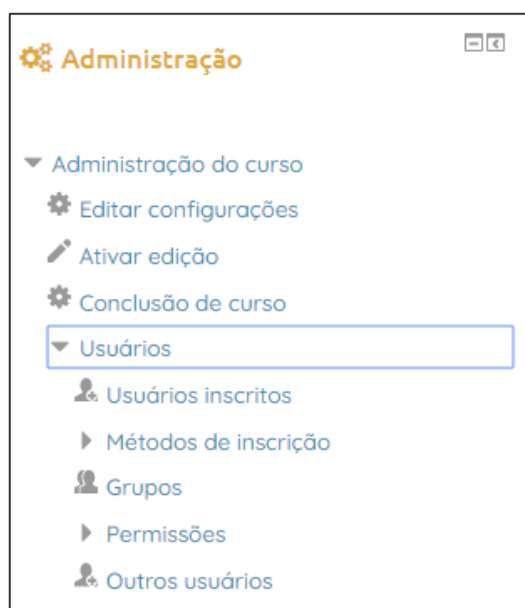 Administração
Administração do curso
Editar configurações
Ativar edição
Conclusão de curso
Usuários
Usuários inscritos
Métodos de inscrição
Grupos
Permissões
Outros usuários